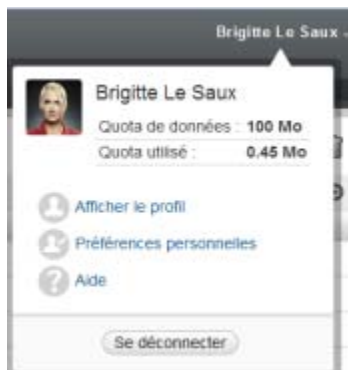 Brigitte Le Saux
Brigitte Le Saux
Quota de données : 100 Mo
Quota utilisé : 0.45 Mo
Afficher le profil
Préférences personnelles
Aide
Se déconnecter